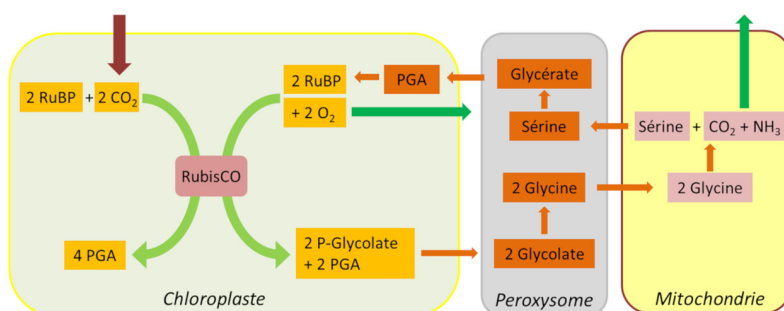 2 RuBP + 2 CO₂
2 RuBP
+ 2 O₂
PGA
Glycérate
Sérine
Sérine + CO₂ + NH₃
RubisCO
2 Glycine
2 Glycine
4 PGA
2 P-Glycolate
+ 2 PGA
2 Glycolate
Chloroplaste
Peroxysome
Mitochondrie